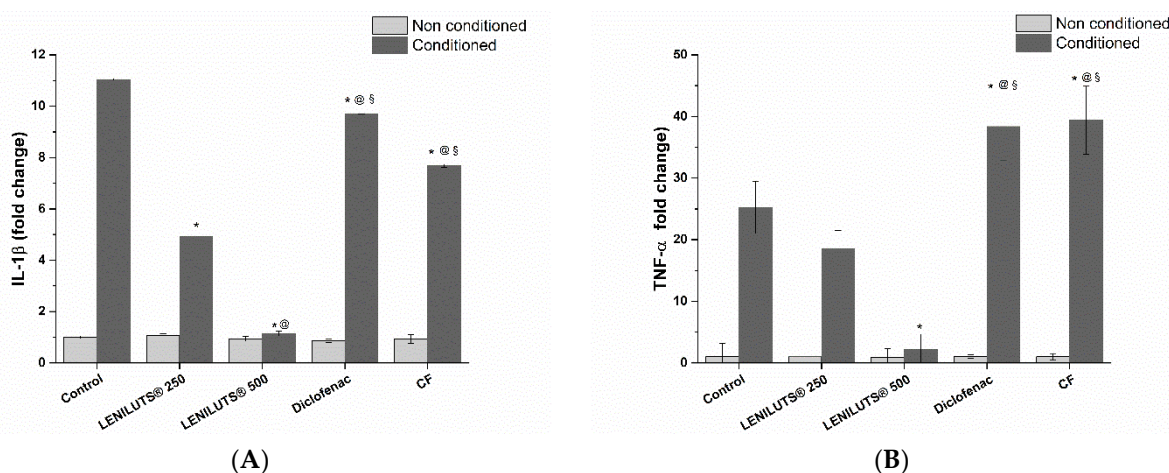 Non conditioned
Conditioned
IL-1β (fold change)
12
10
8
6
4
2
0
* @ §
* @ §
*
* @
Control
LENILUTS® 250
LENILUTS® 500
Diclofenac
CF
(A)
Non conditioned
Conditioned
TNF-α fold change)
50
40
30
20
10
0
* @ §
* @ §
*
Control
LENILUTS® 250
LENILUTS® 500
Diclofenac
CF
(B)